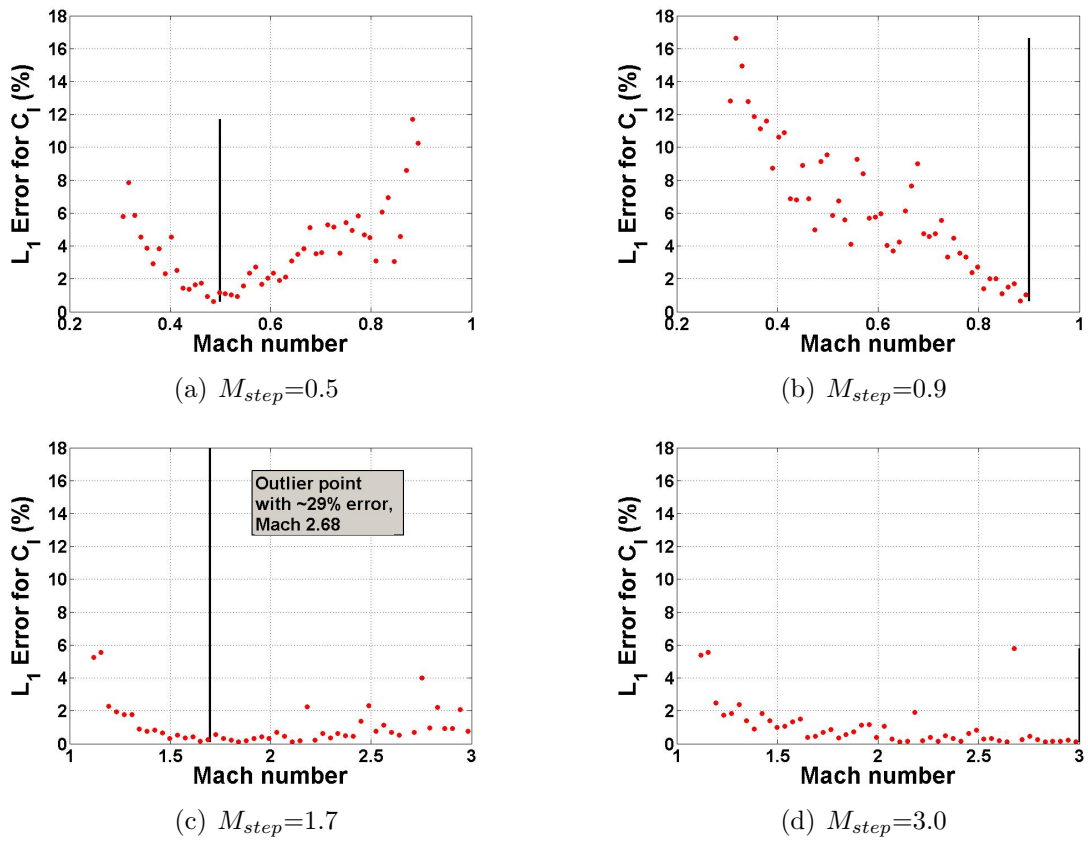 18
16
14
12
10
8
6
4
2
0
L1 Error for Cl (%)
0.2 0.4 0.6 0.8 1
Mach number
(a) Mstep=0.5
18
16
14
12
10
8
6
4
2
0
L1 Error for Cl (%)
0.2 0.4 0.6 0.8 1
Mach number
(b) Mstep=0.9
18
16
14
12
10
8
6
4
2
0
L1 Error for Cl (%)
Outlier point
with ~29% error,
Mach 2.68
1 1.5 2 2.5 3
Mach number
(c) Mstep=1.7
18
16
14
12
10
8
6
4
2
0
L1 Error for Cl (%)
1 1.5 2 2.5 3
Mach number
(d) Mstep=3.0